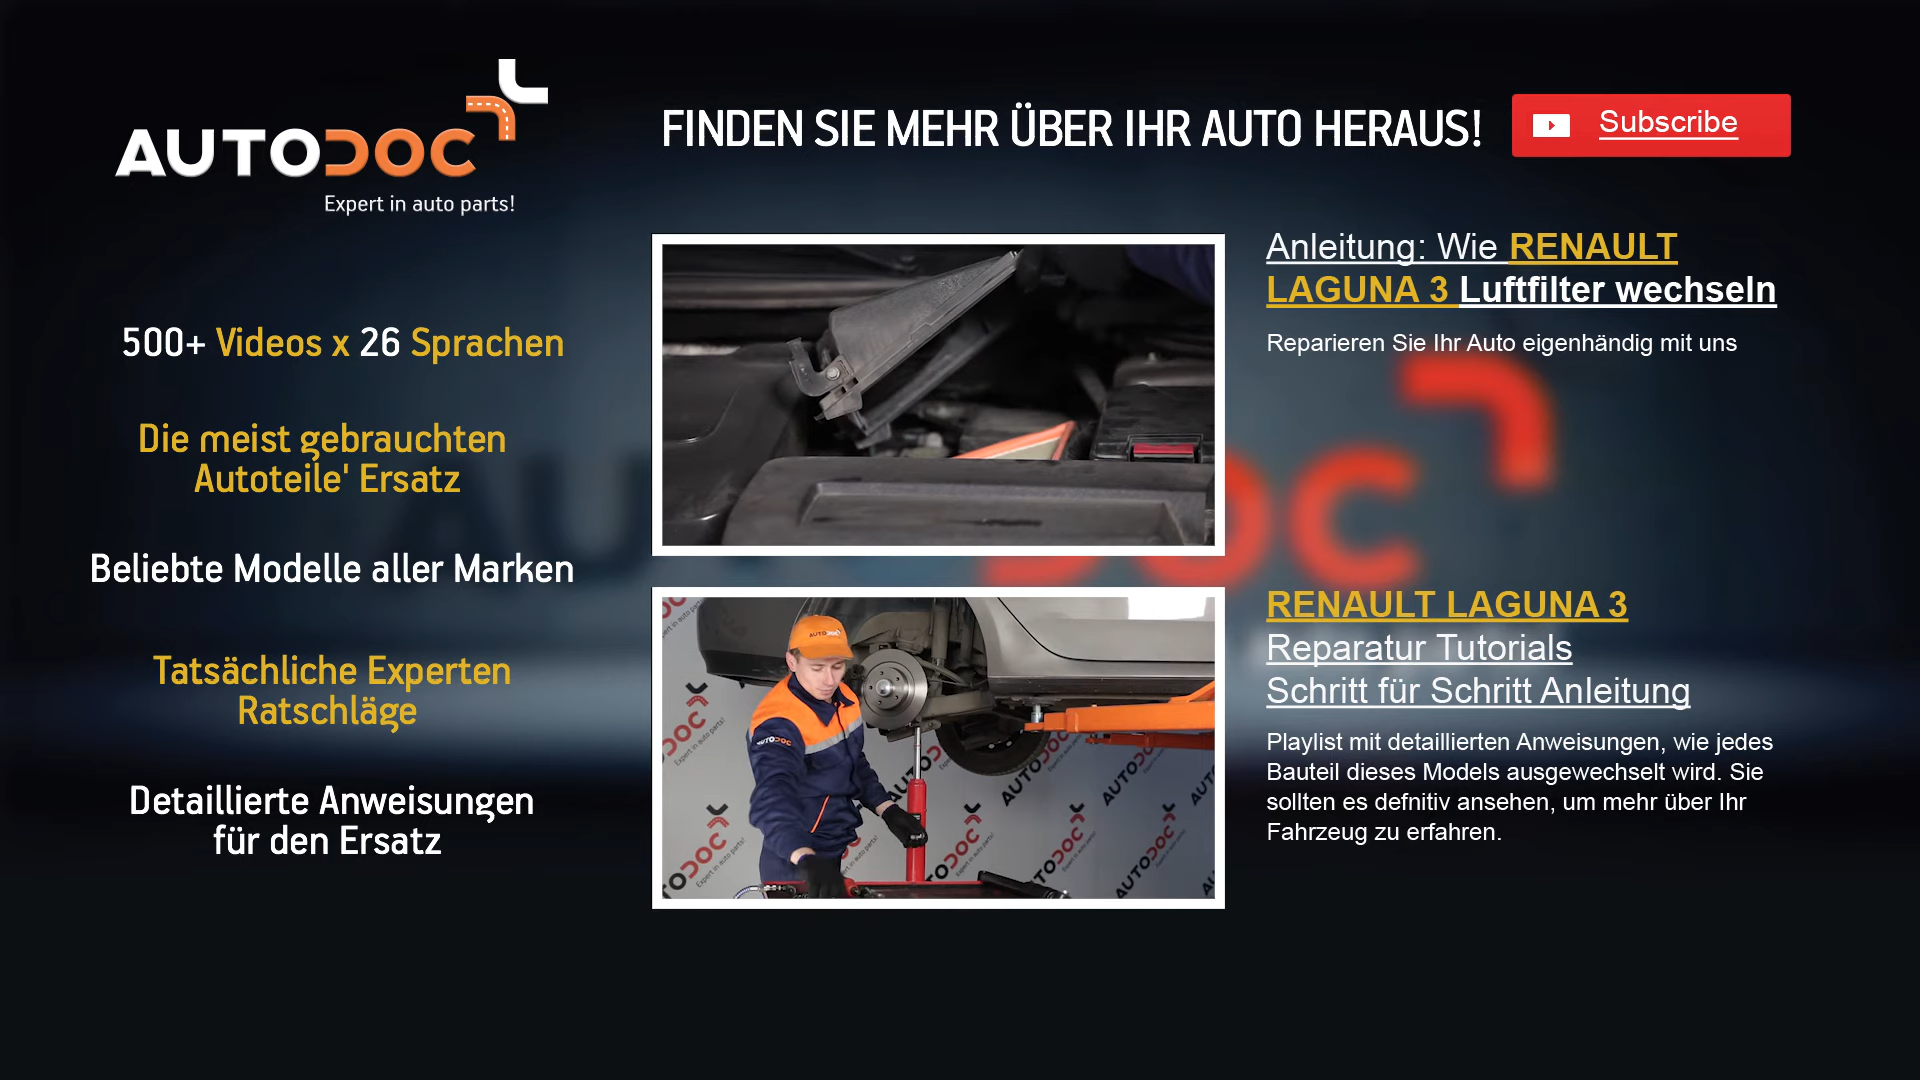 AUTODOC
Expert in auto parts!
FINDEN SIE MEHR ÜBER IHR AUTO HERAUS!
Subscribe
500+ Videos x 26 Sprachen
Die meist gebrauchten
Autoteile' Ersatz
Beliebte Modelle aller Marken
Tatsächliche Experten
Ratschläge
Detaillierte Anweisungen
für den Ersatz
Anleitung: Wie RENAULT
LAGUNA 3 Luftfilter wechseln
Reparieren Sie Ihr Auto eigenhändig mit uns
RENAULT LAGUNA 3
Reparatur Tutorials
Schritt für Schritt Anleitung
Playlist mit detaillierten Anweisungen, wie jedes
Bauteil dieses Models ausgewechselt wird. Sie
sollten es defnitiv ansehen, um mehr über Ihr
Fahrzeug zu erfahren.